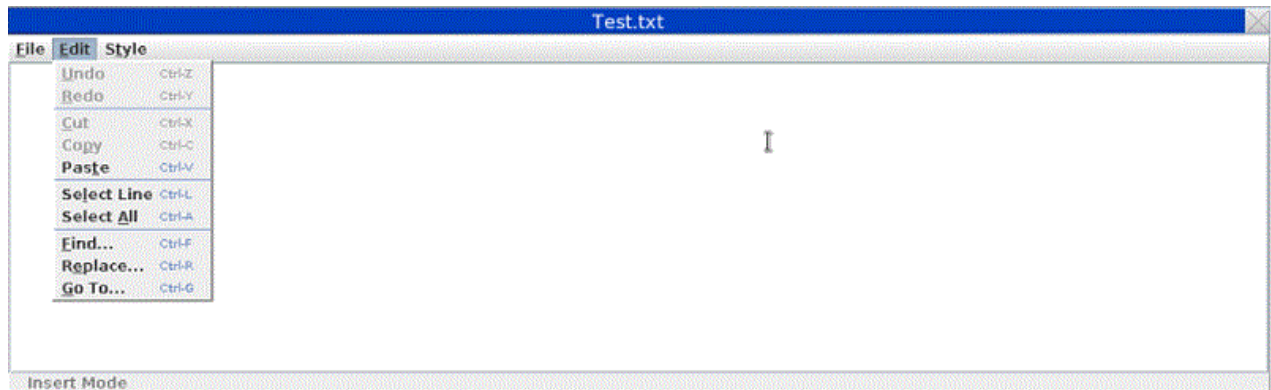 Test.txt
File Edit Style
Undo Ctrl-Z
Redo Ctrl-Y
Cut Ctrl-X
Copy Ctrl-C
Paste Ctrl-V
Select Line Ctrl-L
Select All Ctrl-A
Find... Ctrl-F
Replace... Ctrl-R
Go To... Ctrl-G
Insert Mode